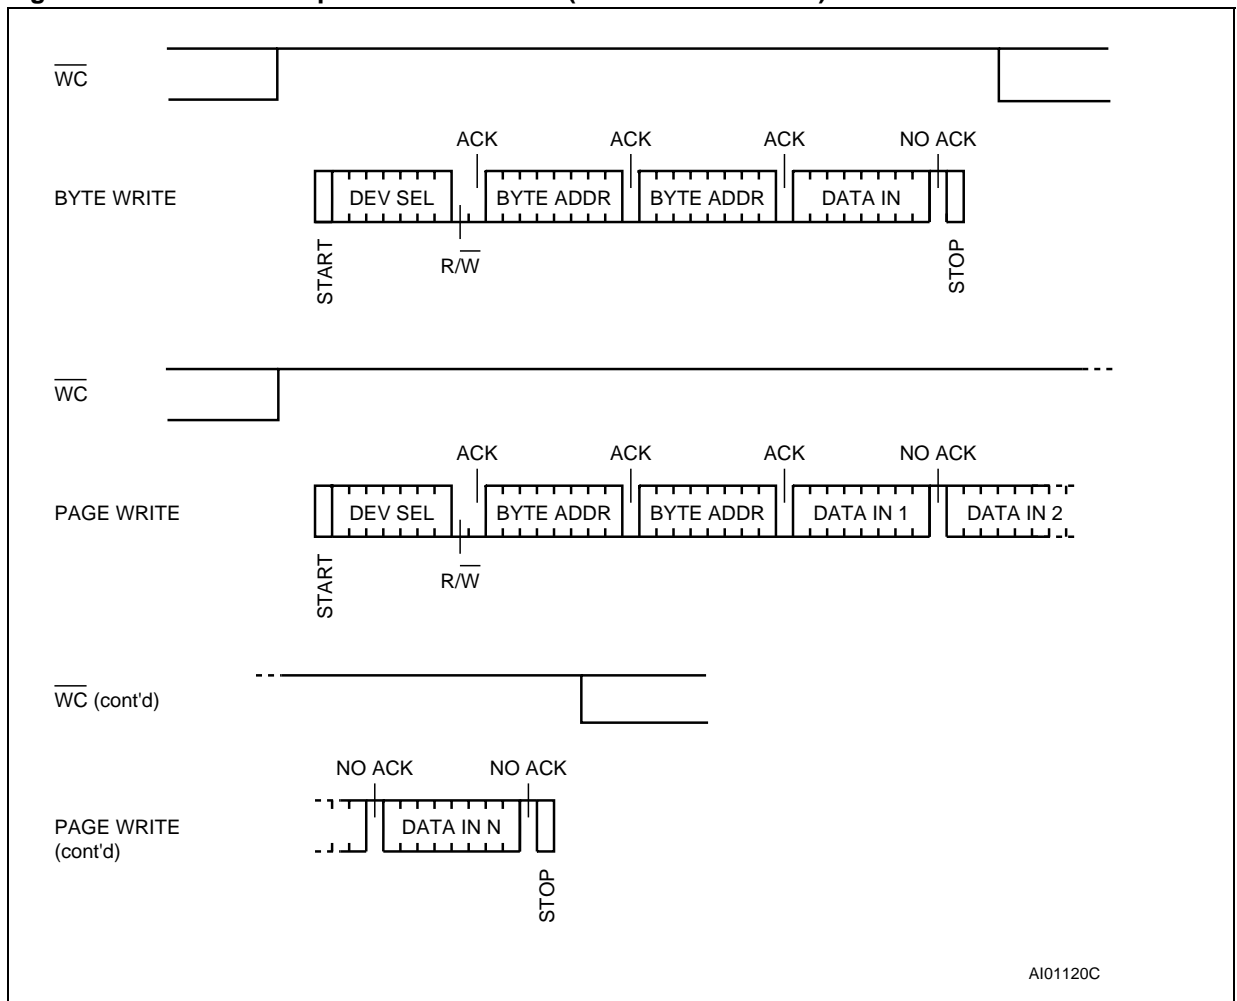 WC
ACK ACK ACK NO ACK
BYTE WRITE DEV SEL BYTE ADDR BYTE ADDR DATA IN
R/W
START STOP
WC
ACK ACK ACK NO ACK
PAGE WRITE DEV SEL BYTE ADDR BYTE ADDR DATA IN 1 DATA IN 2
R/W
START
WC (cont'd)
NO ACK NO ACK
PAGE WRITE DATA IN N
(cont'd)
STOP
AI01120C